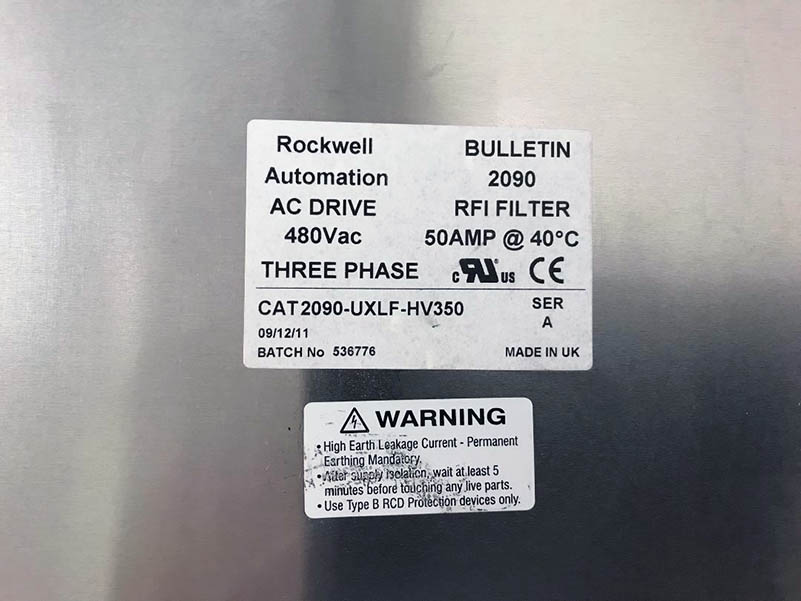 Rockwell BULLETIN
Automation 2090
AC DRIVE RFI FILTER
480Vac 50AMP @ 40°C
THREE PHASE c RU US CE
CAT 2090-UXLF-HV350 SER
A
09/12/11
BATCH No 536776 MADE IN UK
WARNING
• High Earth Leakage Current - Permanent
Earthing Mandatory.
• After supply isolation, wait at least 5
minutes before touching any live parts.
• Use Type B RCD Protection devices only.